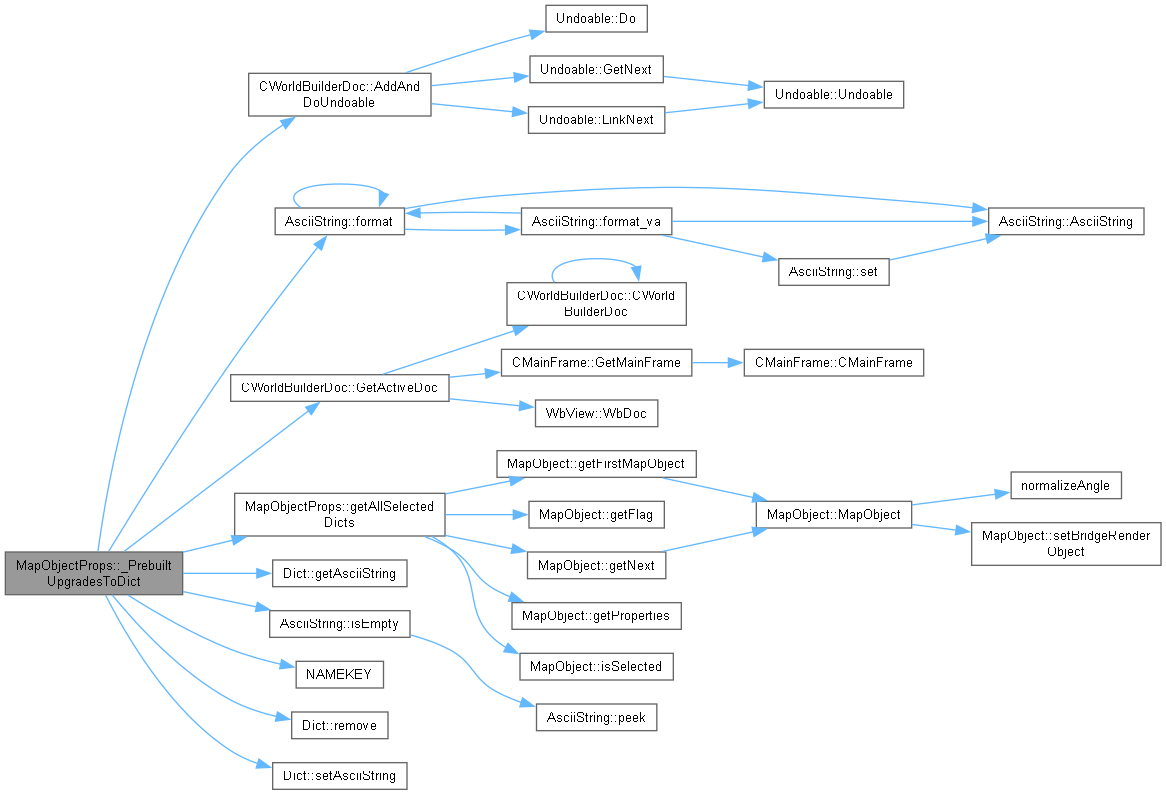 Undoable::Do
Undoable::GetNext
CWorldBuilderDoc::AddAnd
DoUndoable
Undoable::Undoable
Undoable::LinkNext
AsciiString::format
AsciiString::format_va
AsciiString::AsciiString
AsciiString::set
CWorldBuilderDoc::CWorld
BuilderDoc
CMainFrame::GetMainFrame
CMainFrame::CMainFrame
CWorldBuilderDoc::GetActiveDoc
WbView::WbDoc
MapObject::getFirstMapObject
normalizeAngle
MapObjectProps::getAllSelected
Dicts
MapObject::getFlag
MapObject::MapObject
MapObject::setBridgeRender
Object
MapObject::getNext
MapObjectProps::_Prebuilt
UpgradesToDict
Dict::getAsciiString
MapObject::getProperties
AsciiString::isEmpty
MapObject::isSelected
NAMEKEY
AsciiString::peek
Dict::remove
Dict::setAsciiString